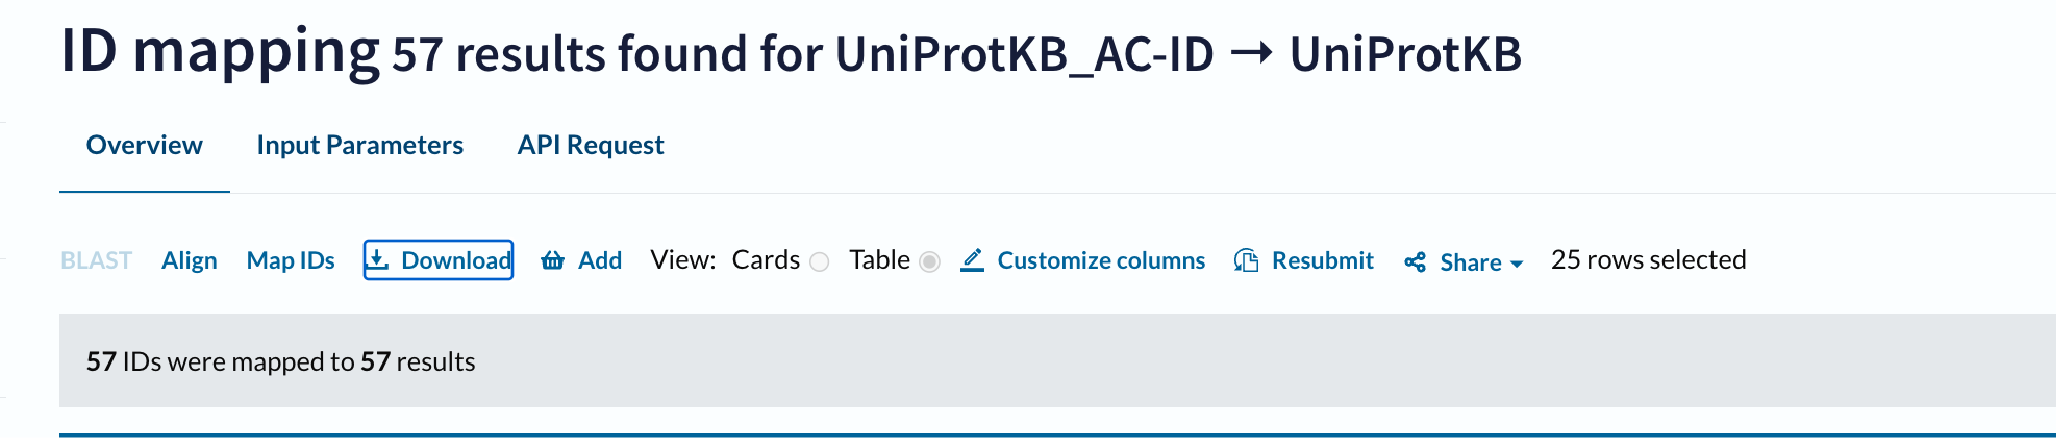 ID mapping 57 results found for UniProtKB_AC-ID → UniProtKB
Overview Input Parameters API Request
BLAST Align Map IDs Download Add View: Cards Table Customize columns Resubmit Share 25 rows selected
57 IDs were mapped to 57 results